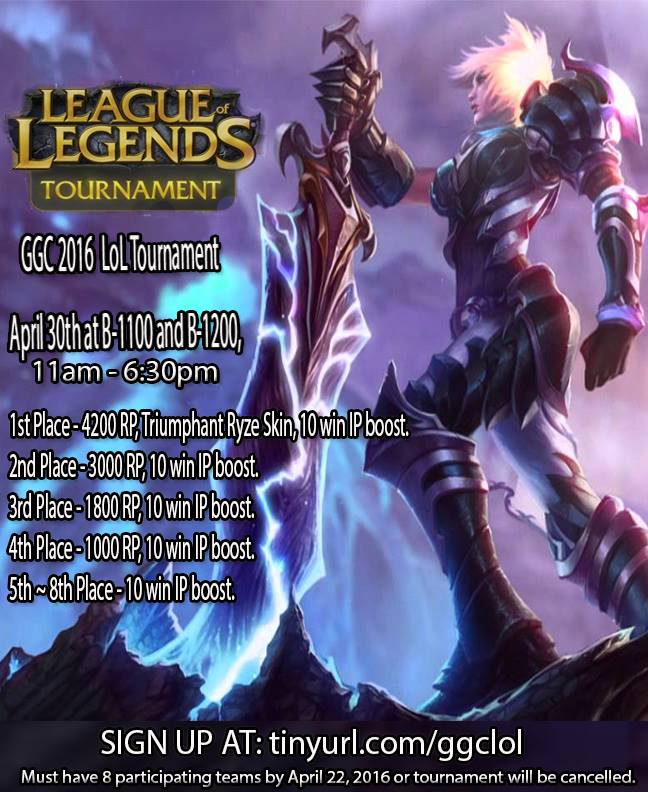 LEAGUE of
LEGENDS
TOURNAMENT
GGC 2016 LoL Tournament
April 30th at B-1100 and B-1200,
11am - 6:30pm
1st Place - 4200 RP, Triumphant Ryze Skin, 10 win IP boost.
2nd Place - 3000 RP, 10 win IP boost.
3rd Place - 1800 RP, 10 win IP boost.
4th Place - 1000 RP, 10 win IP boost.
5th ~ 8th Place - 10 win IP boost.
SIGN UP AT: tinyurl.com/ggclol
Must have 8 participating teams by April 22, 2016 or tournament will be cancelled.